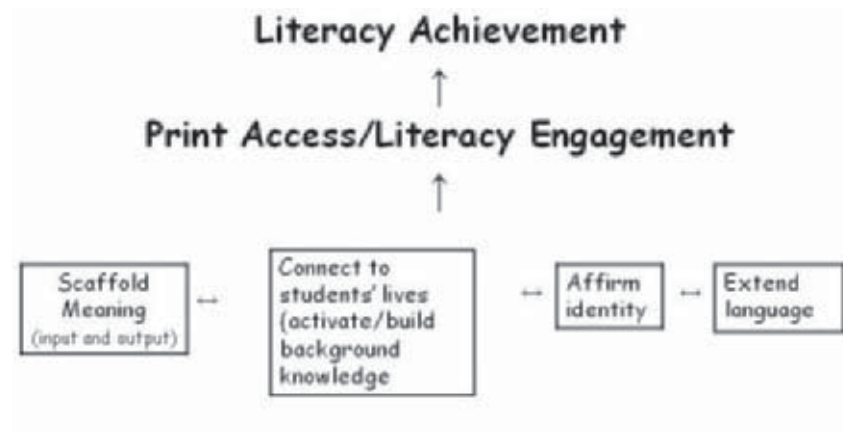 Literacy Achievement
↑
Print Access/Literacy Engagement
↑
Scaffold
Meaning
(input and output)
↔
Connect to
students' lives
(activate/build
background
knowledge
↔
Affirm
identity
↔
Extend
language